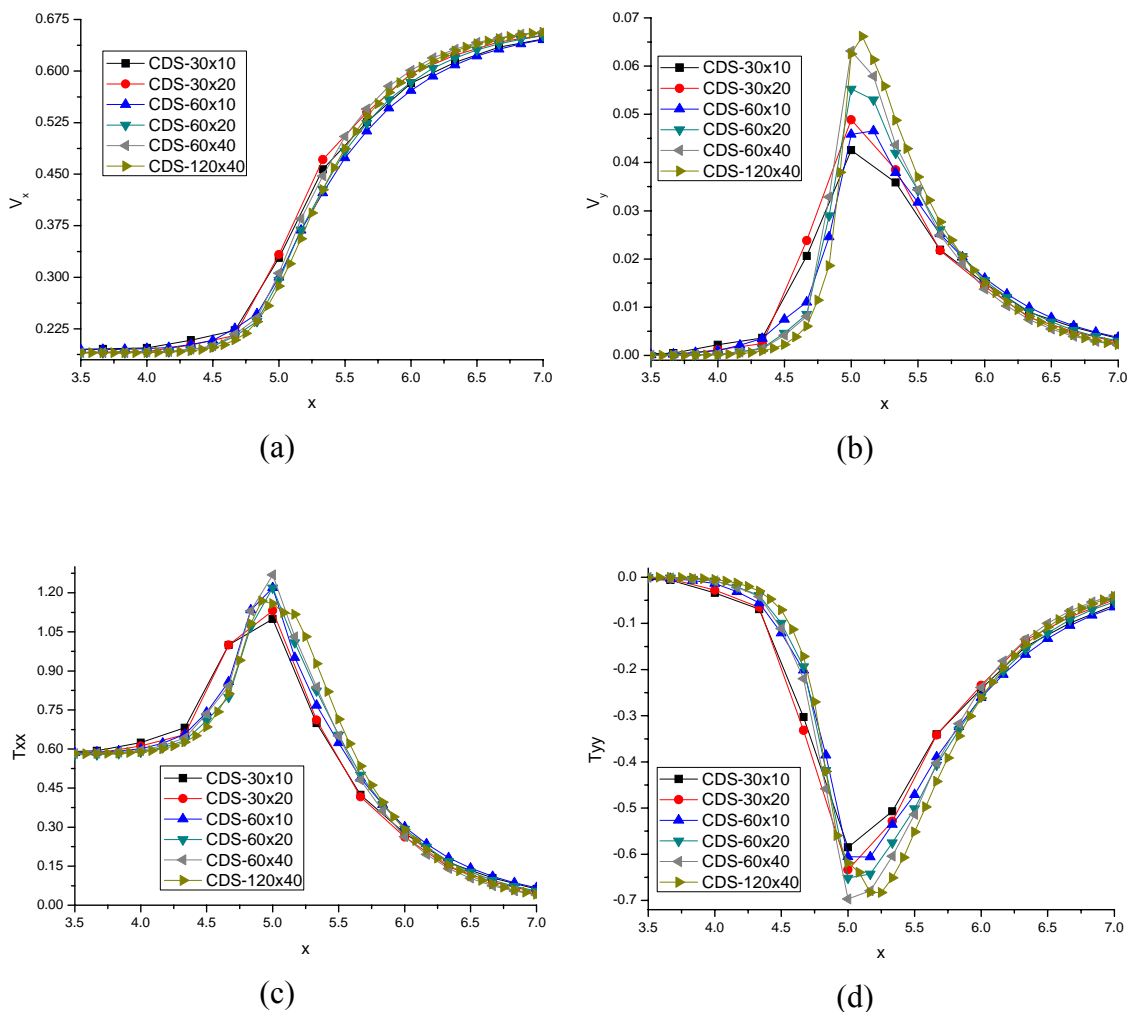 0.675
0.600
0.525
0.450
0.375
0.300
0.225
V_x
CDS-30x10
CDS-30x20
CDS-60x10
CDS-60x20
CDS-60x40
CDS-120x40
3.5 4.0 4.5 5.0 5.5 6.0 6.5 7.0
x
(a)
0.07
0.06
0.05
0.04
0.03
0.02
0.01
0.00
V_y
CDS-30x10
CDS-30x20
CDS-60x10
CDS-60x20
CDS-60x40
CDS-120x40
3.5 4.0 4.5 5.0 5.5 6.0 6.5 7.0
x
(b)
1.20
1.05
0.90
0.75
0.60
0.45
0.30
0.15
0.00
Txx
CDS-30x10
CDS-30x20
CDS-60x10
CDS-60x20
CDS-60x40
CDS-120x40
3.5 4.0 4.5 5.0 5.5 6.0 6.5 7.0
x
(c)
0.0
-0.1
-0.2
-0.3
-0.4
-0.5
-0.6
-0.7
Tyy
CDS-30x10
CDS-30x20
CDS-60x10
CDS-60x20
CDS-60x40
CDS-120x40
3.5 4.0 4.5 5.0 5.5 6.0 6.5 7.0
x
(d)